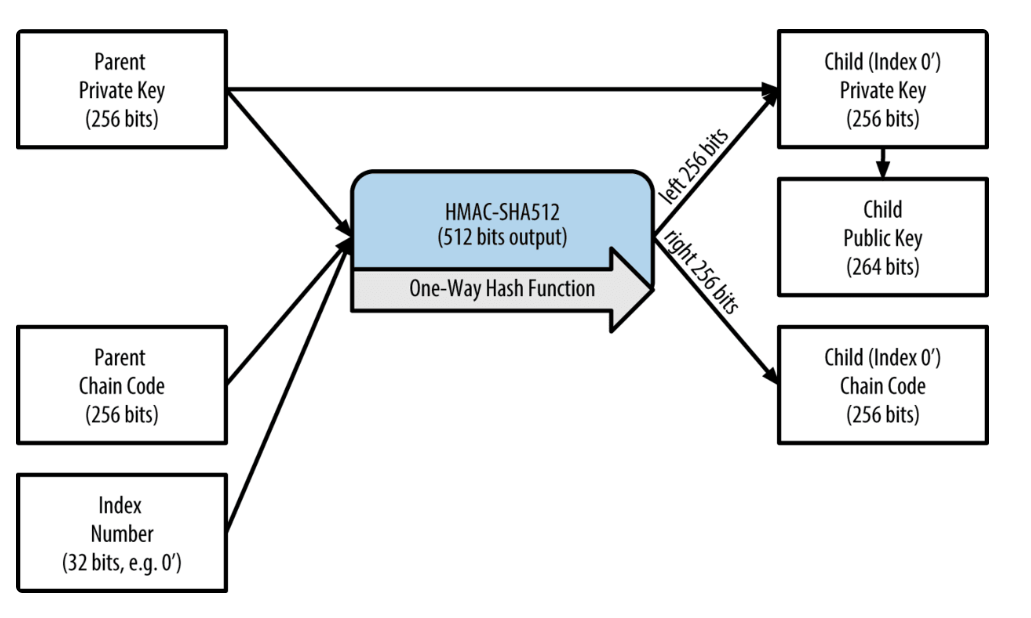 Parent
Private Key
(256 bits)
Child (Index 0’)
Private Key
(256 bits)
left 256 bits
HMAC-SHA512
(512 bits output)
One-Way Hash Function
right 256 bits
Child
Public Key
(264 bits)
Parent
Chain Code
(256 bits)
Child (Index 0’)
Chain Code
(256 bits)
Index
Number
(32 bits, e.g. 0’)